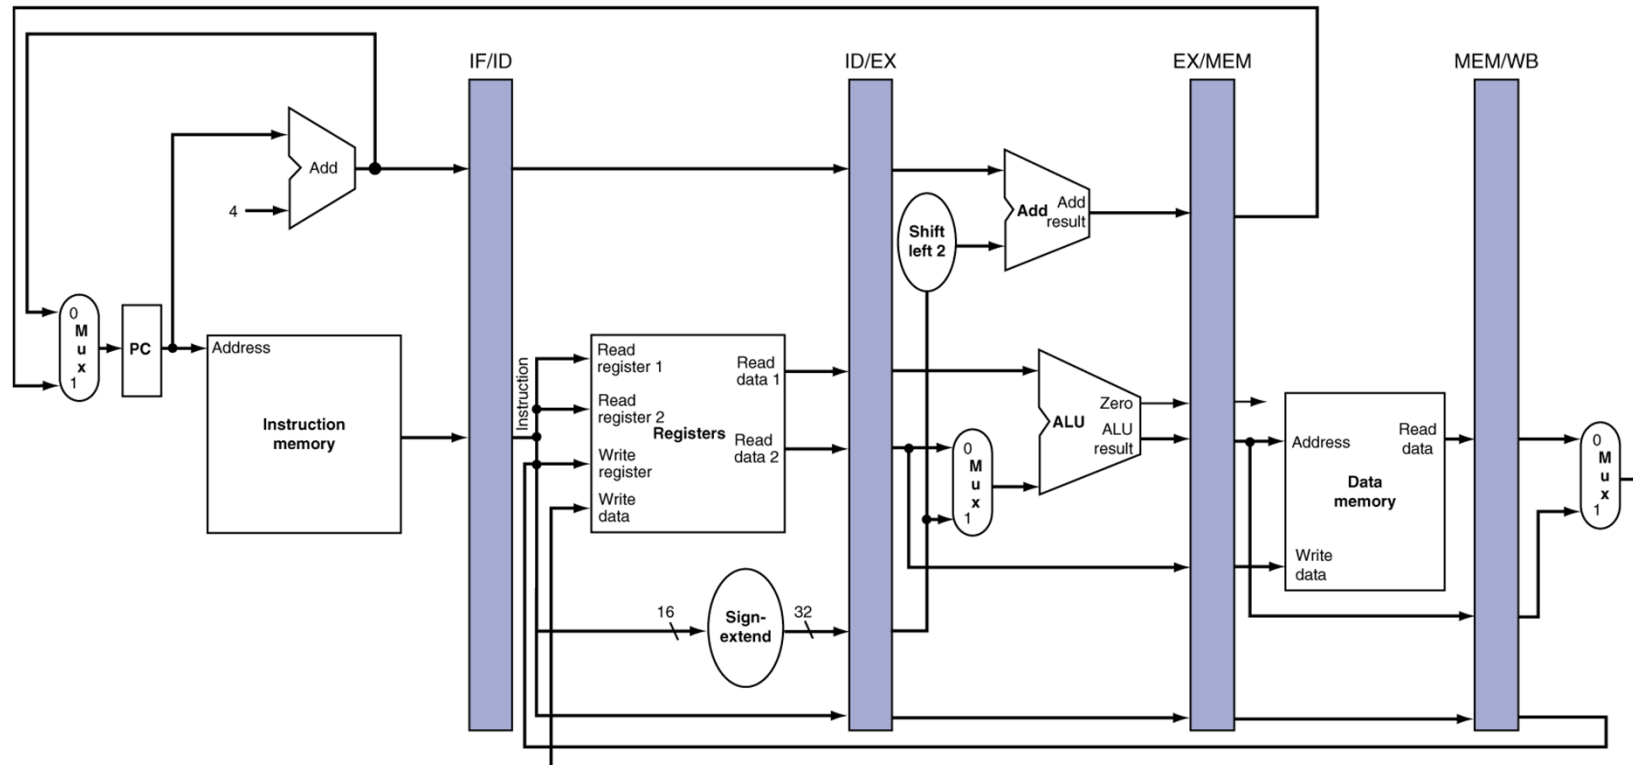 IF/ID
ID/EX
EX/MEM
MEM/WB
Add
4
Add
Add
result
Shift
left 2
0
M
u
x
1
PC
Address
Instruction
memory
Instruction
Read
register 1
Read
register 2
Write
register
Write
data
Registers
Read
data 1
Read
data 2
0
M
u
x
1
ALU
Zero
ALU
result
Address
Read
data
Data
memory
Write
data
0
M
u
x
1
16
Sign-
extend
32